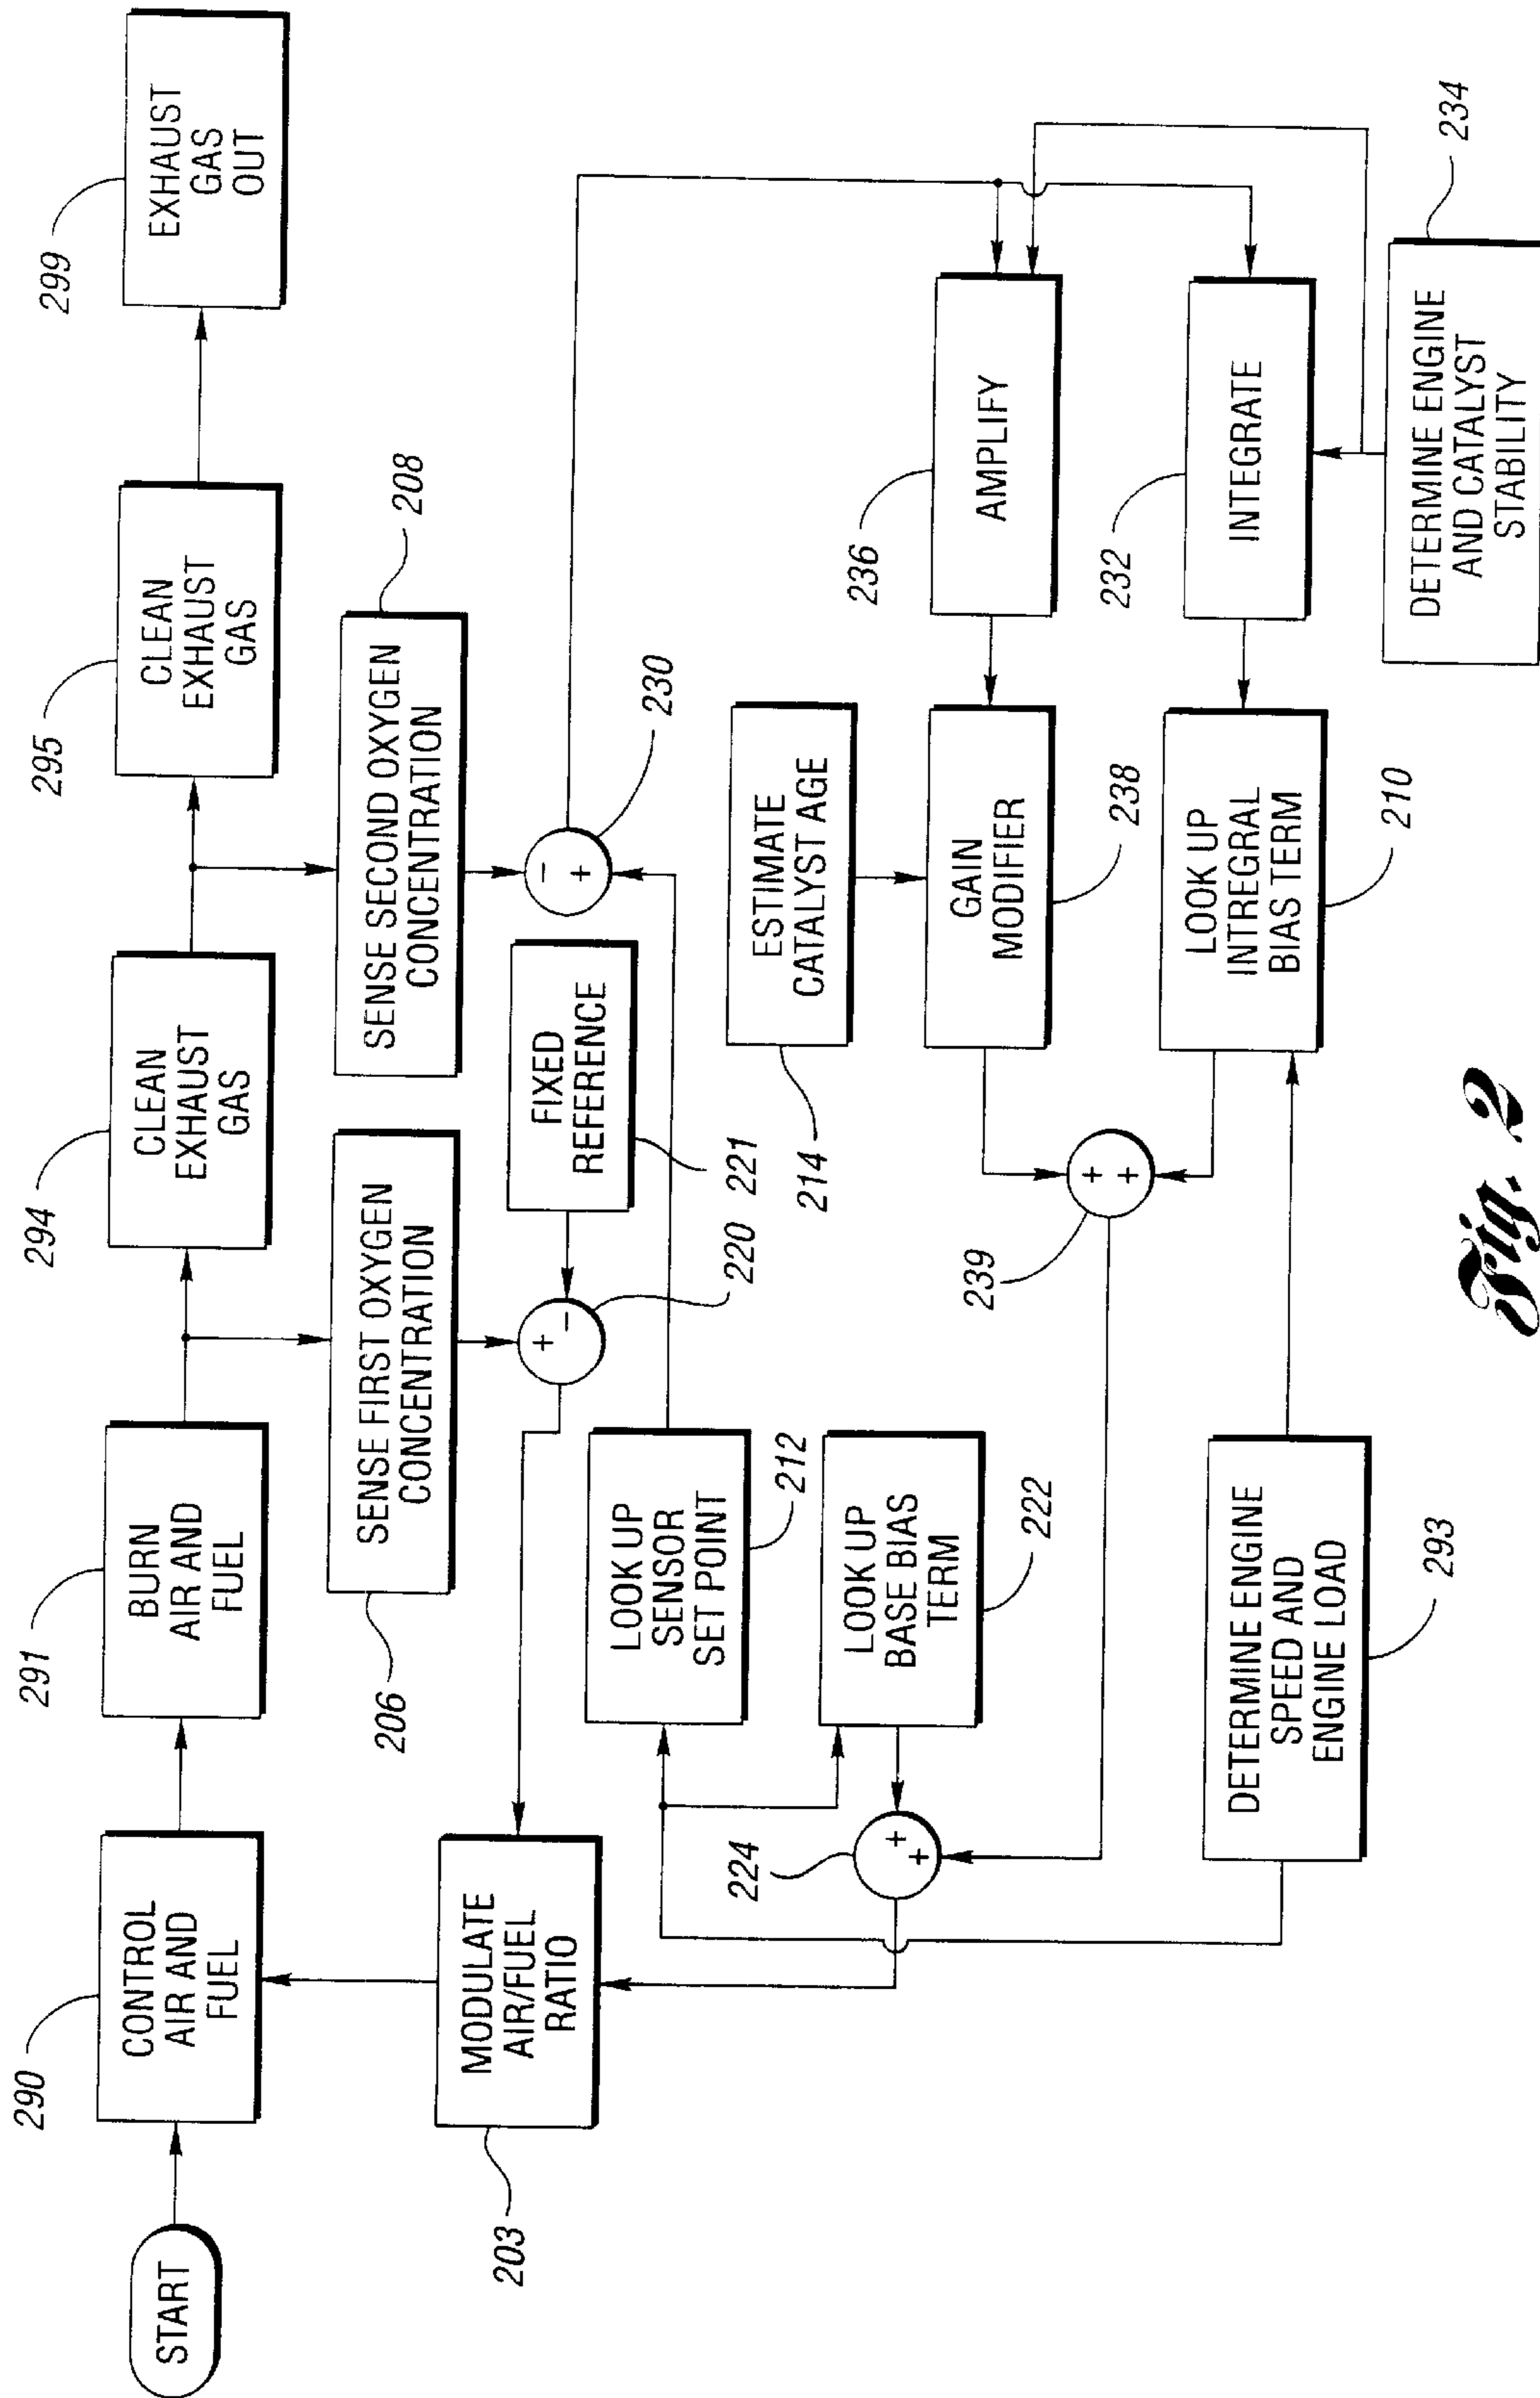 START
290
CONTROL
AIR AND
FUEL
291
BURN
AIR AND
FUEL
294
CLEAN
EXHAUST
GAS
295
CLEAN
EXHAUST
GAS
299
EXHAUST
GAS
OUT
206
SENSE FIRST OXYGEN
CONCENTRATION
SENSE SECOND OXYGEN
CONCENTRATION
208
203
MODULATE
AIR/FUEL
RATIO
+
−
220
FIXED
REFERENCE
221
−
+
230
LOOK UP
SENSOR
SET POINT
212
LOOK UP
BASE BIAS
TERM
222
224
+
+
214
ESTIMATE
CATALYST AGE
236
AMPLIFY
GAIN
MODIFIER
238
239
+
+
232
INTEGRATE
LOOK UP
INTREGRAL
BIAS TERM
210
DETERMINE ENGINE
SPEED AND
ENGINE LOAD
293
DETERMINE ENGINE
AND CATALYST
STABILITY
234
Fig. 2